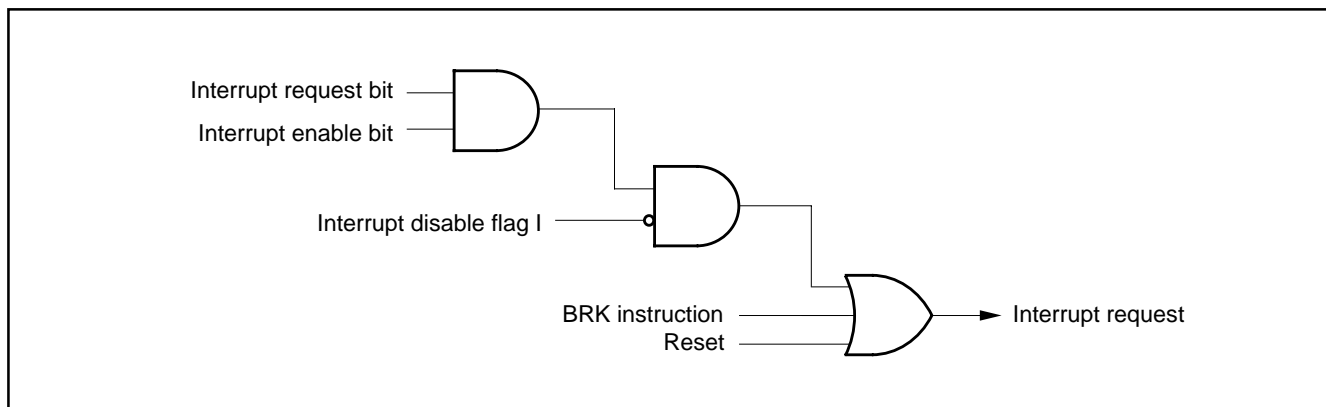 Interrupt request bit
Interrupt enable bit
Interrupt disable flag I
BRK instruction
Reset
Interrupt request